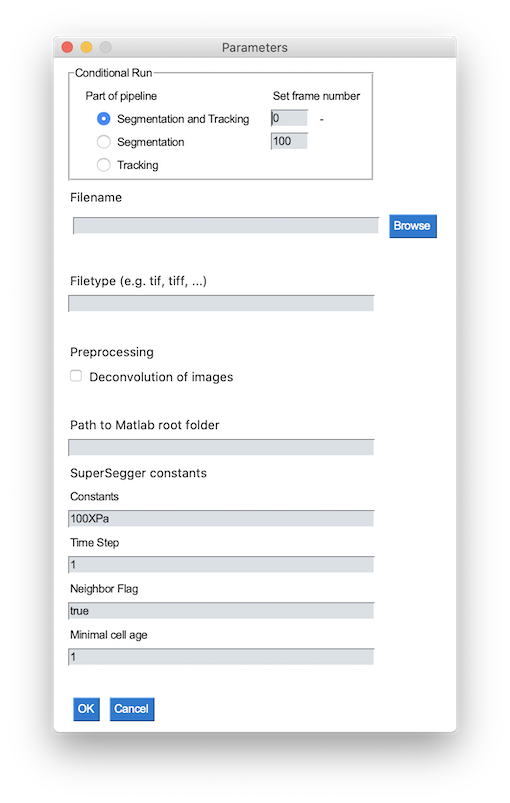 Parameters
Conditional Run
Part of pipeline Set frame number
Segmentation and Tracking 0 -
Segmentation 100
Tracking
Filename
Browse
Filetype (e.g. tif, tiff, ...)
Preprocessing
Deconvolution of images
Path to Matlab root folder
SuperSegger constants
Constants
100XPa
Time Step
1
Neighbor Flag
true
Minimal cell age
1
OK Cancel